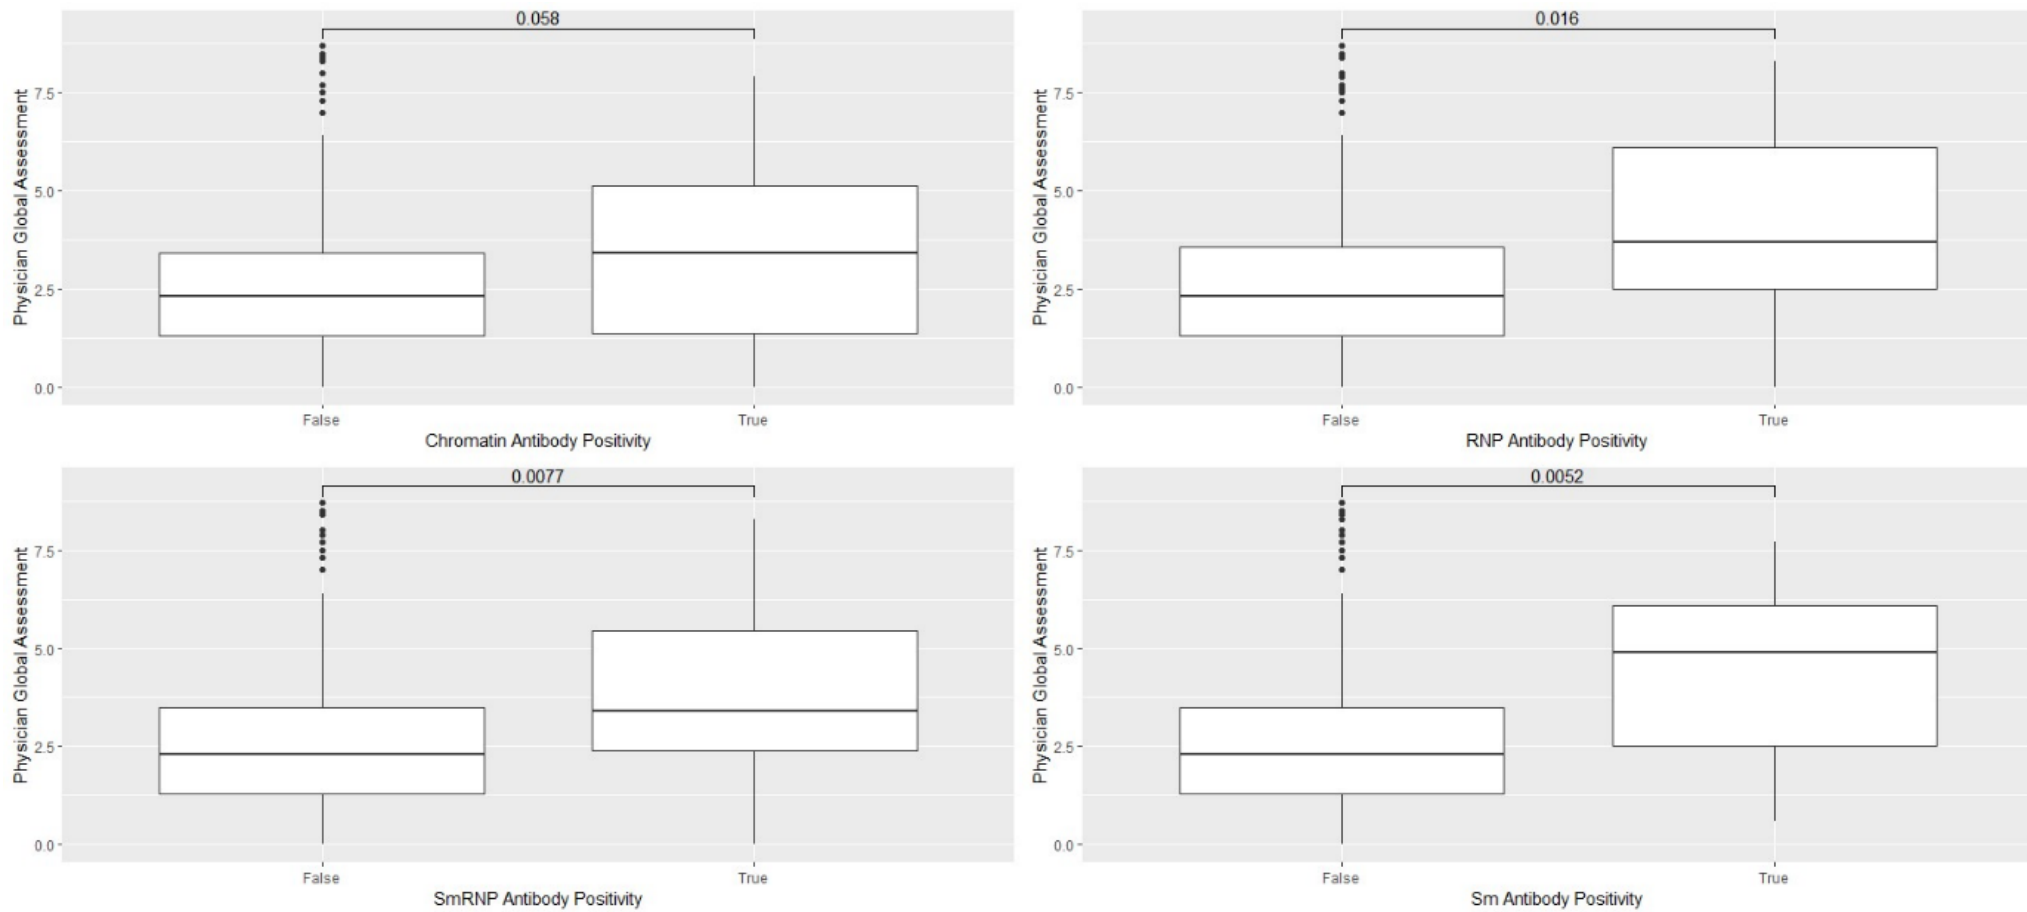 0.058
Physician Global Assessment
7.5
5.0
2.5
0.0
False
True
Chromatin Antibody Positivity
0.016
Physician Global Assessment
7.5
5.0
2.5
0.0
False
True
RNP Antibody Positivity
0.0077
Physician Global Assessment
7.5
5.0
2.5
0.0
False
True
SmRNP Antibody Positivity
0.0052
Physician Global Assessment
7.5
5.0
2.5
0.0
False
True
Sm Antibody Positivity